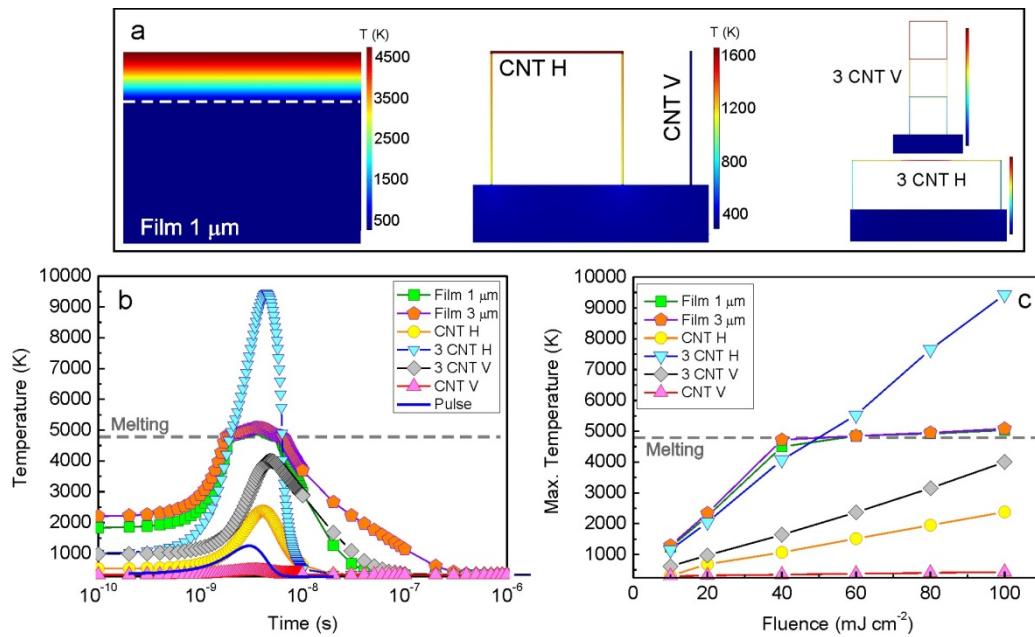 a
T (K)
4500
3500
2500
1500
500
Film 1 μm
CNT H
CNT V
T (K)
1600
1200
800
400
3 CNT V
3 CNT H
b
Temperature (K)
10000
9000
8000
7000
6000
5000
4000
3000
2000
1000
Melting
Film 1 μm
Film 3 μm
CNT H
3 CNT H
3 CNT V
CNT V
Pulse
10⁻¹⁰ 10⁻⁹ 10⁻⁸ 10⁻⁷ 10⁻⁶
Time (s)
c
Max. Temperature (K)
10000
9000
8000
7000
6000
5000
4000
3000
2000
1000
Film 1 μm
Film 3 μm
CNT H
3 CNT H
3 CNT V
CNT V
Melting
10 20 40 60 80 100
Fluence (mJ cm⁻²)